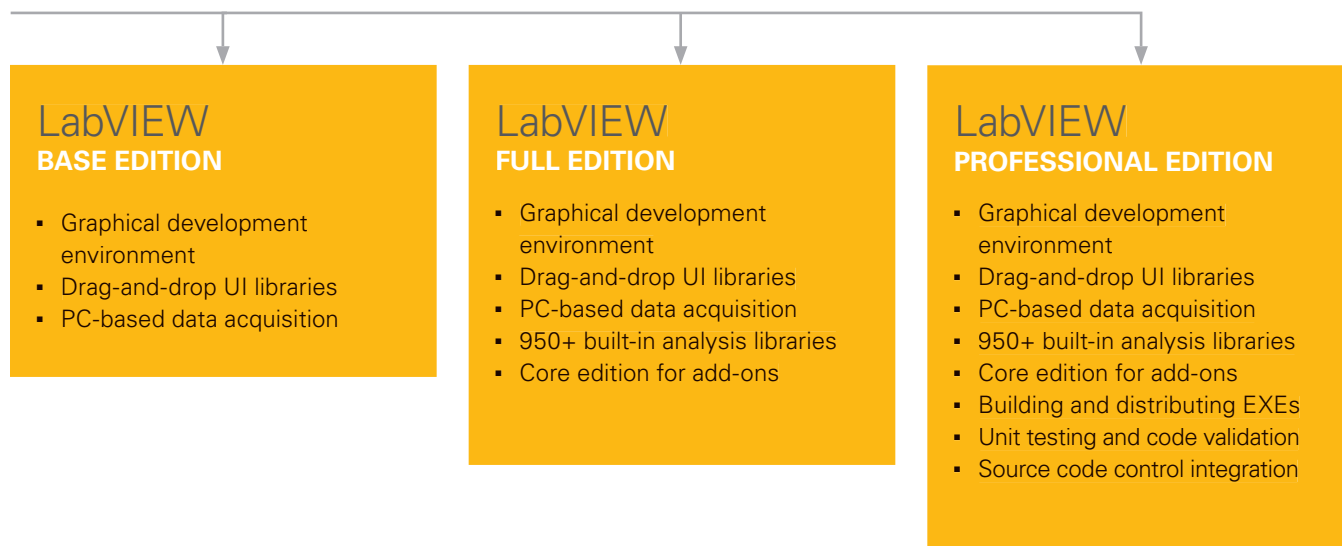 LabVIEW
BASE EDITION
▪ Graphical development
environment
▪ Drag-and-drop UI libraries
▪ PC-based data acquisition
LabVIEW
FULL EDITION
▪ Graphical development
environment
▪ Drag-and-drop UI libraries
▪ PC-based data acquisition
▪ 950+ built-in analysis libraries
▪ Core edition for add-ons
LabVIEW
PROFESSIONAL EDITION
▪ Graphical development
environment
▪ Drag-and-drop UI libraries
▪ PC-based data acquisition
▪ 950+ built-in analysis libraries
▪ Core edition for add-ons
▪ Building and distributing EXEs
▪ Unit testing and code validation
▪ Source code control integration